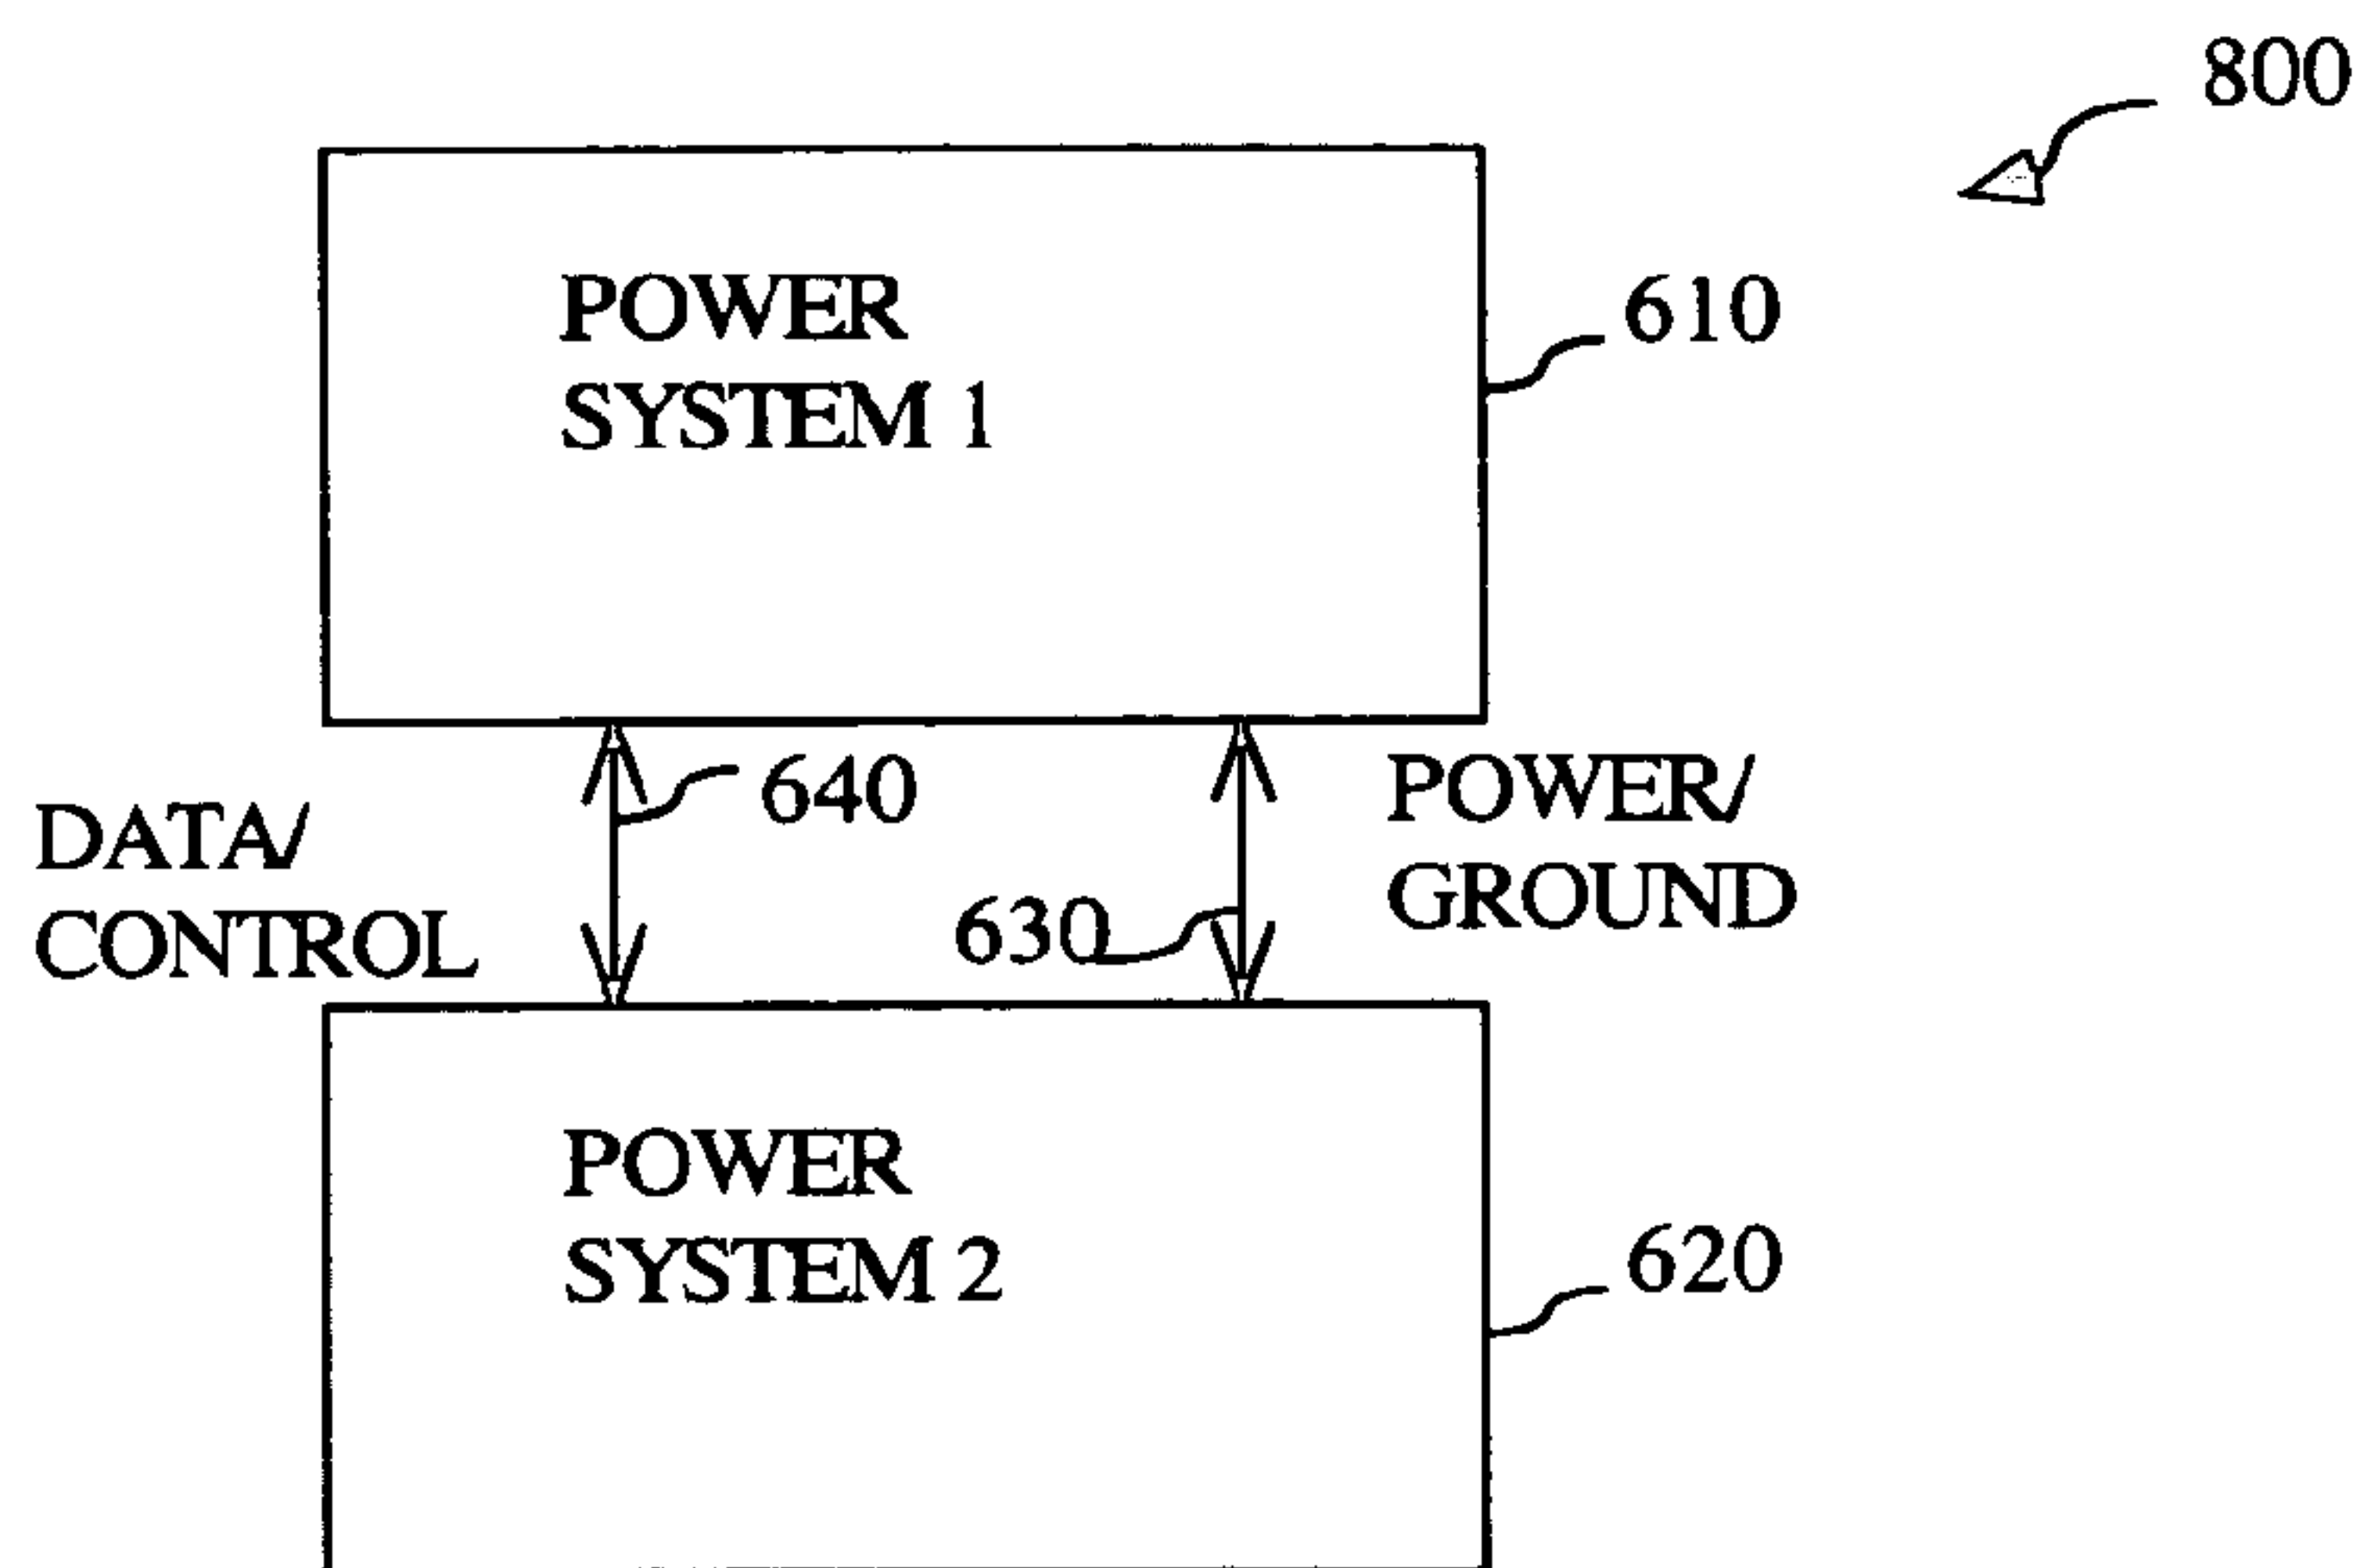 800
POWER
SYSTEM 1
610
640
POWER/
GROUND
DATA/
CONTROL
630
POWER
SYSTEM 2
620